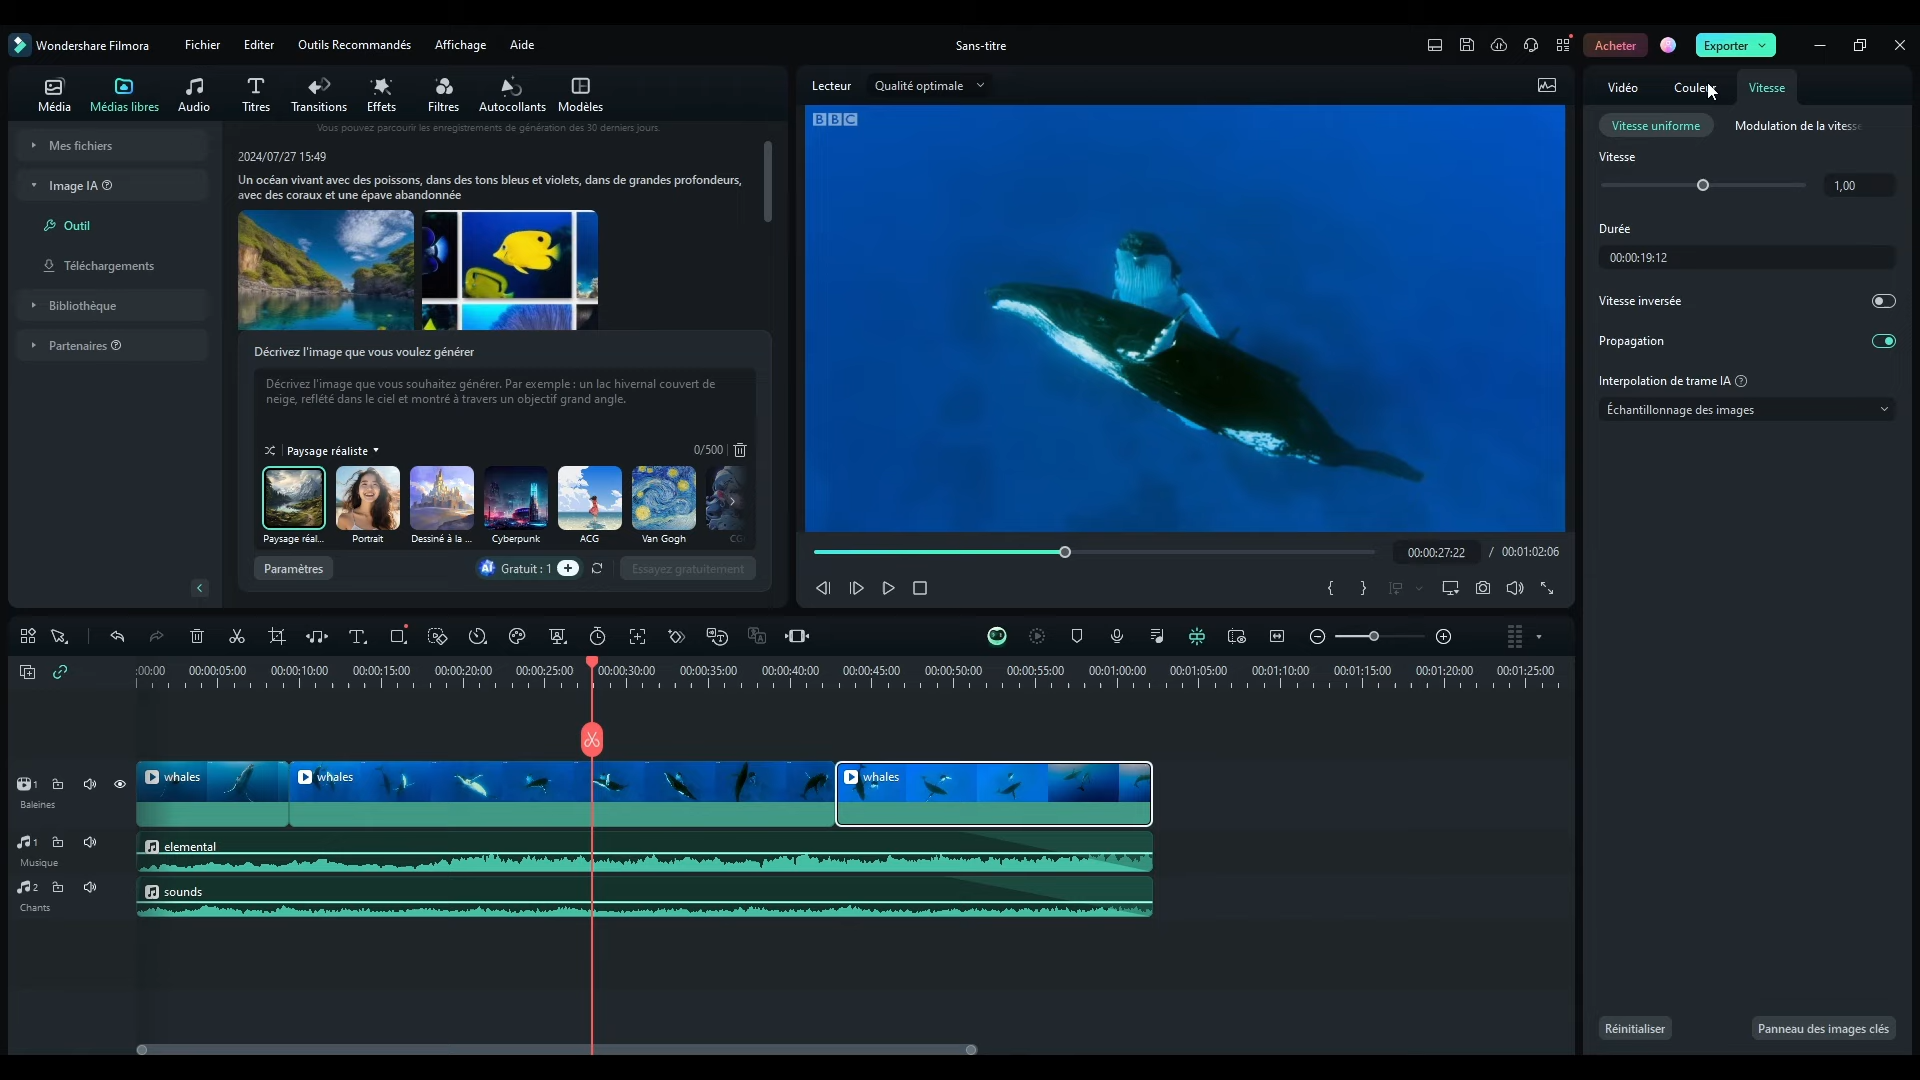 Wondershare Filmora
Fichier
Editer
Outils Recommandés
Affichage
Aide
Sans-titre
Acheter
Exporter
Média
Médias libres
Audio
Titres
Transitions
Effets
Filtres
Autocollants
Modèles
Lecteur
Qualité optimale
Vidéo
Couleur
Vitesse
Mes fichiers
Image IA
Outil
Téléchargements
Bibliothèque
Partenaires
Vous pouvez parcourir les enregistrements de génération des 30 derniers jours.
2024/07/27 15:49
Un océan vivant avec des poissons, dans des tons bleus et violets, dans de grandes profondeurs,
avec des coraux et une épave abandonnée
Décrivez l'image que vous voulez générer
Décrivez l'image que vous souhaitez générer. Par exemple : un lac hivernal couvert de
neige, reflété dans le ciel et montré à travers un objectif grand angle.
Paysage réaliste
0/500
Paysage réal...
Portrait
Dessiné à la ...
Cyberpunk
ACG
Van Gogh
CG
Paramètres
AI
Gratuit : 1
Essayez gratuitement
BBC
00:00:27:22 / 00:01:02:06
Vitesse uniforme
Modulation de la vitesse
Vitesse
1,00
Durée
00:00:19:12
Vitesse inversée
Propagation
Interpolation de trame IA
Échantillonnage des images
Réinitialiser
Panneau des images clés
:00:00 00:00:05:00 00:00:10:00 00:00:15:00 00:00:20:00 00:00:25:00 00:00:30:00 00:00:35:00 00:00:40:00 00:00:45:00 00:00:50:00 00:00:55:00 00:01:00:00 00:01:05:00 00:01:10:00 00:01:15:00 00:01:20:00 00:01:25:00
1
whales
whales
whales
Baleines
1
elemental
Musique
2
sounds
Chants